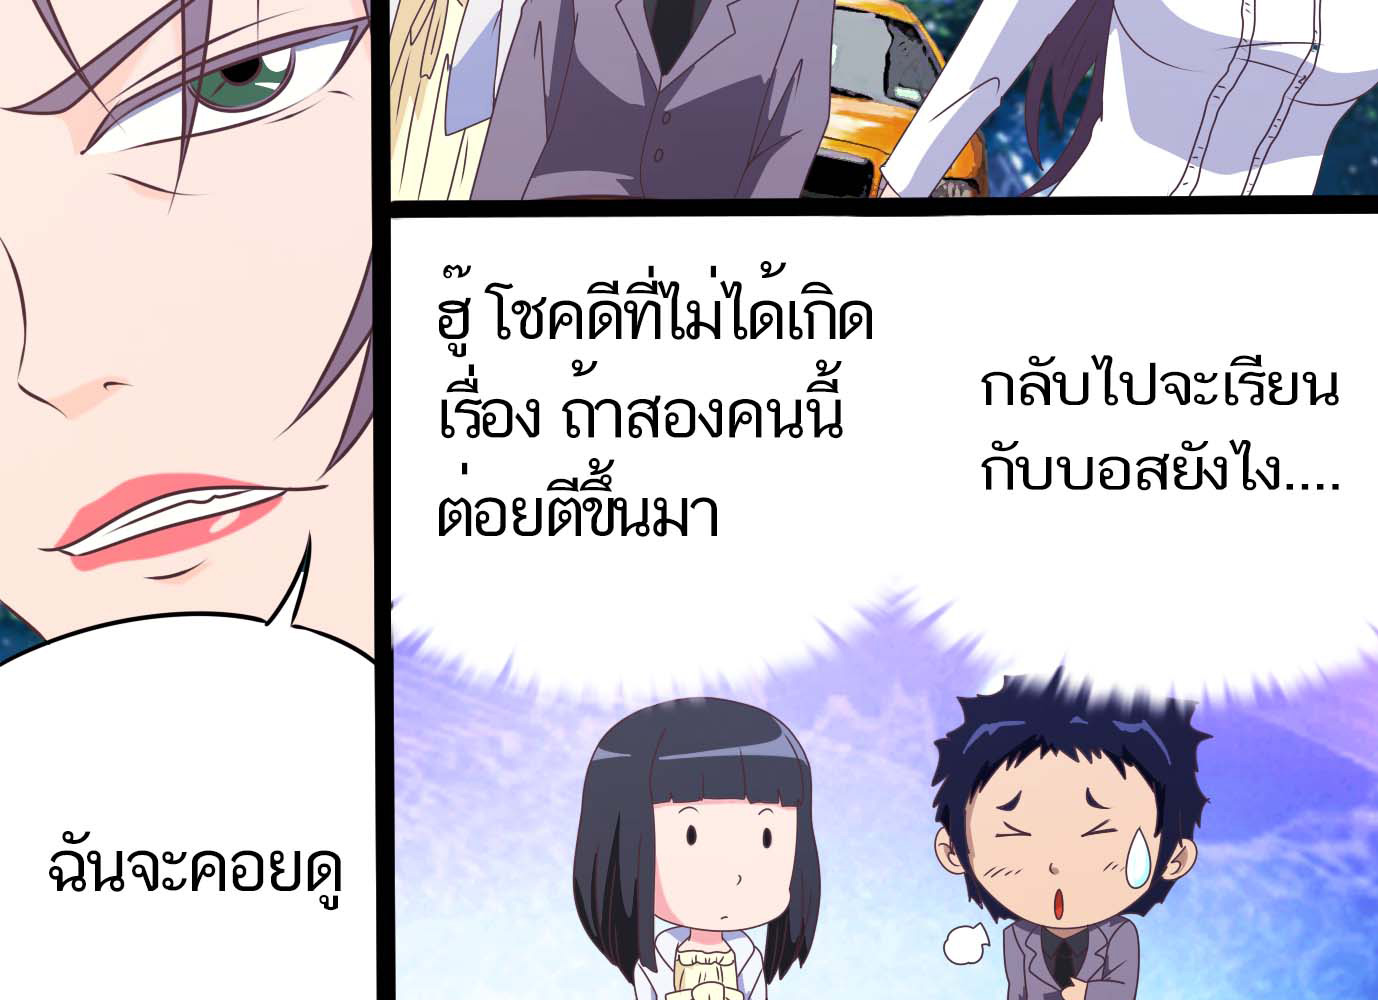 ฉันจะคอยดู
ฮู๊ โชคดีที่ไม่ได้เกิด
เรื่อง ถ้าสองคนนี้
ต่อยตีขึ้นมา
กลับไปจะเรียน
กับบอสยังไง....